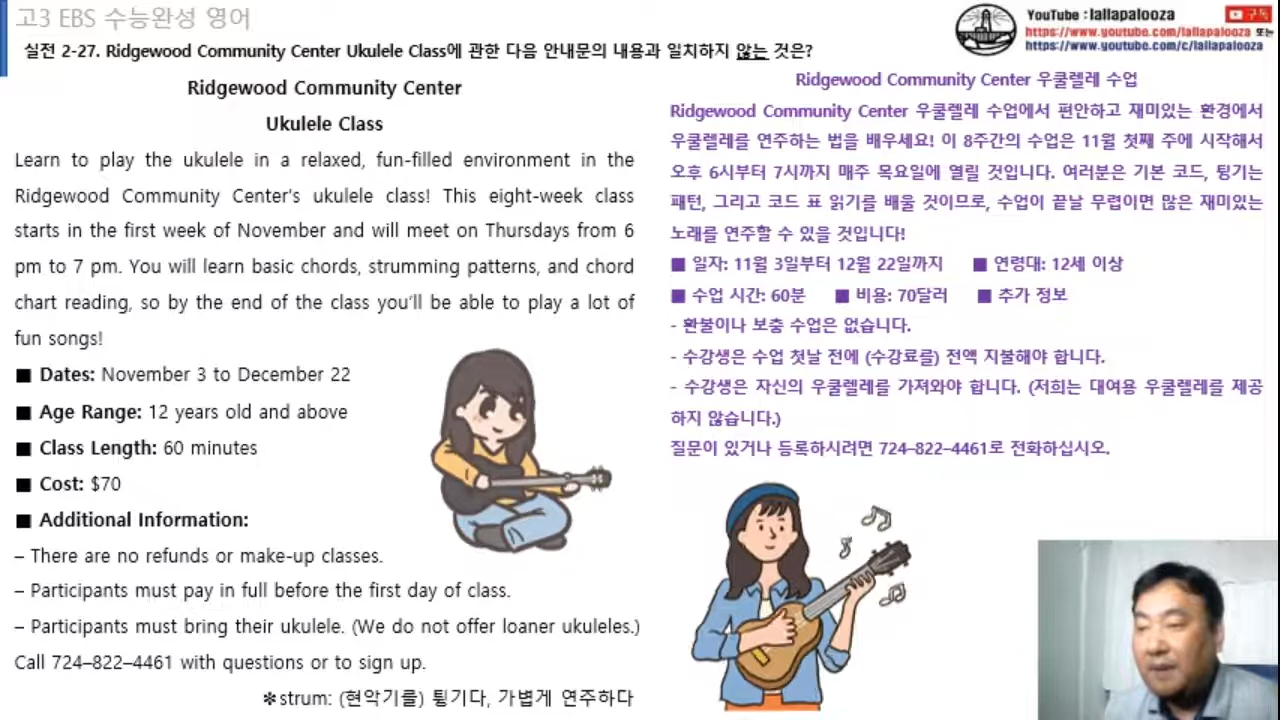 고3 EBS 수능완성 영어
YouTube : lallapalooza
구독
https://www.youtube.com/lallapalooza 또는
https://www.youtube.com/c/lallapalooza
실전 2-27. Ridgewood Community Center Ukulele Class에 관한 다음 안내문의 내용과 일치하지 않는 것은?
Ridgewood Community Center
Ukulele Class
Learn to play the ukulele in a relaxed, fun-filled environment in the
Ridgewood Community Center's ukulele class! This eight-week class
starts in the first week of November and will meet on Thursdays from 6
pm to 7 pm. You will learn basic chords, strumming patterns, and chord
chart reading, so by the end of the class you'll be able to play a lot of
fun songs!
■ Dates: November 3 to December 22
■ Age Range: 12 years old and above
■ Class Length: 60 minutes
■ Cost: $70
■ Additional Information:
– There are no refunds or make-up classes.
– Participants must pay in full before the first day of class.
– Participants must bring their ukulele. (We do not offer loaner ukuleles.)
Call 724–822–4461 with questions or to sign up.
✻strum: (현악기를) 튕기다, 가볍게 연주하다
Ridgewood Community Center 우쿨렐레 수업
Ridgewood Community Center 우쿨렐레 수업에서 편안하고 재미있는 환경에서
우쿨렐레를 연주하는 법을 배우세요! 이 8주간의 수업은 11월 첫째 주에 시작해서
오후 6시부터 7시까지 매주 목요일에 열릴 것입니다. 여러분은 기본 코드, 튕기는
패턴, 그리고 코드 표 읽기를 배울 것이므로, 수업이 끝날 무렵이면 많은 재미있는
노래를 연주할 수 있을 것입니다!
■ 일자: 11월 3일부터 12월 22일까지 ■ 연령대: 12세 이상
■ 수업 시간: 60분 ■ 비용: 70달러 ■ 추가 정보
- 환불이나 보충 수업은 없습니다.
- 수강생은 수업 첫날 전에 (수강료를) 전액 지불해야 합니다.
- 수강생은 자신의 우쿨렐레를 가져와야 합니다. (저희는 대여용 우쿨렐레를 제공
하지 않습니다.)
질문이 있거나 등록하시려면 724–822–4461로 전화하십시오.